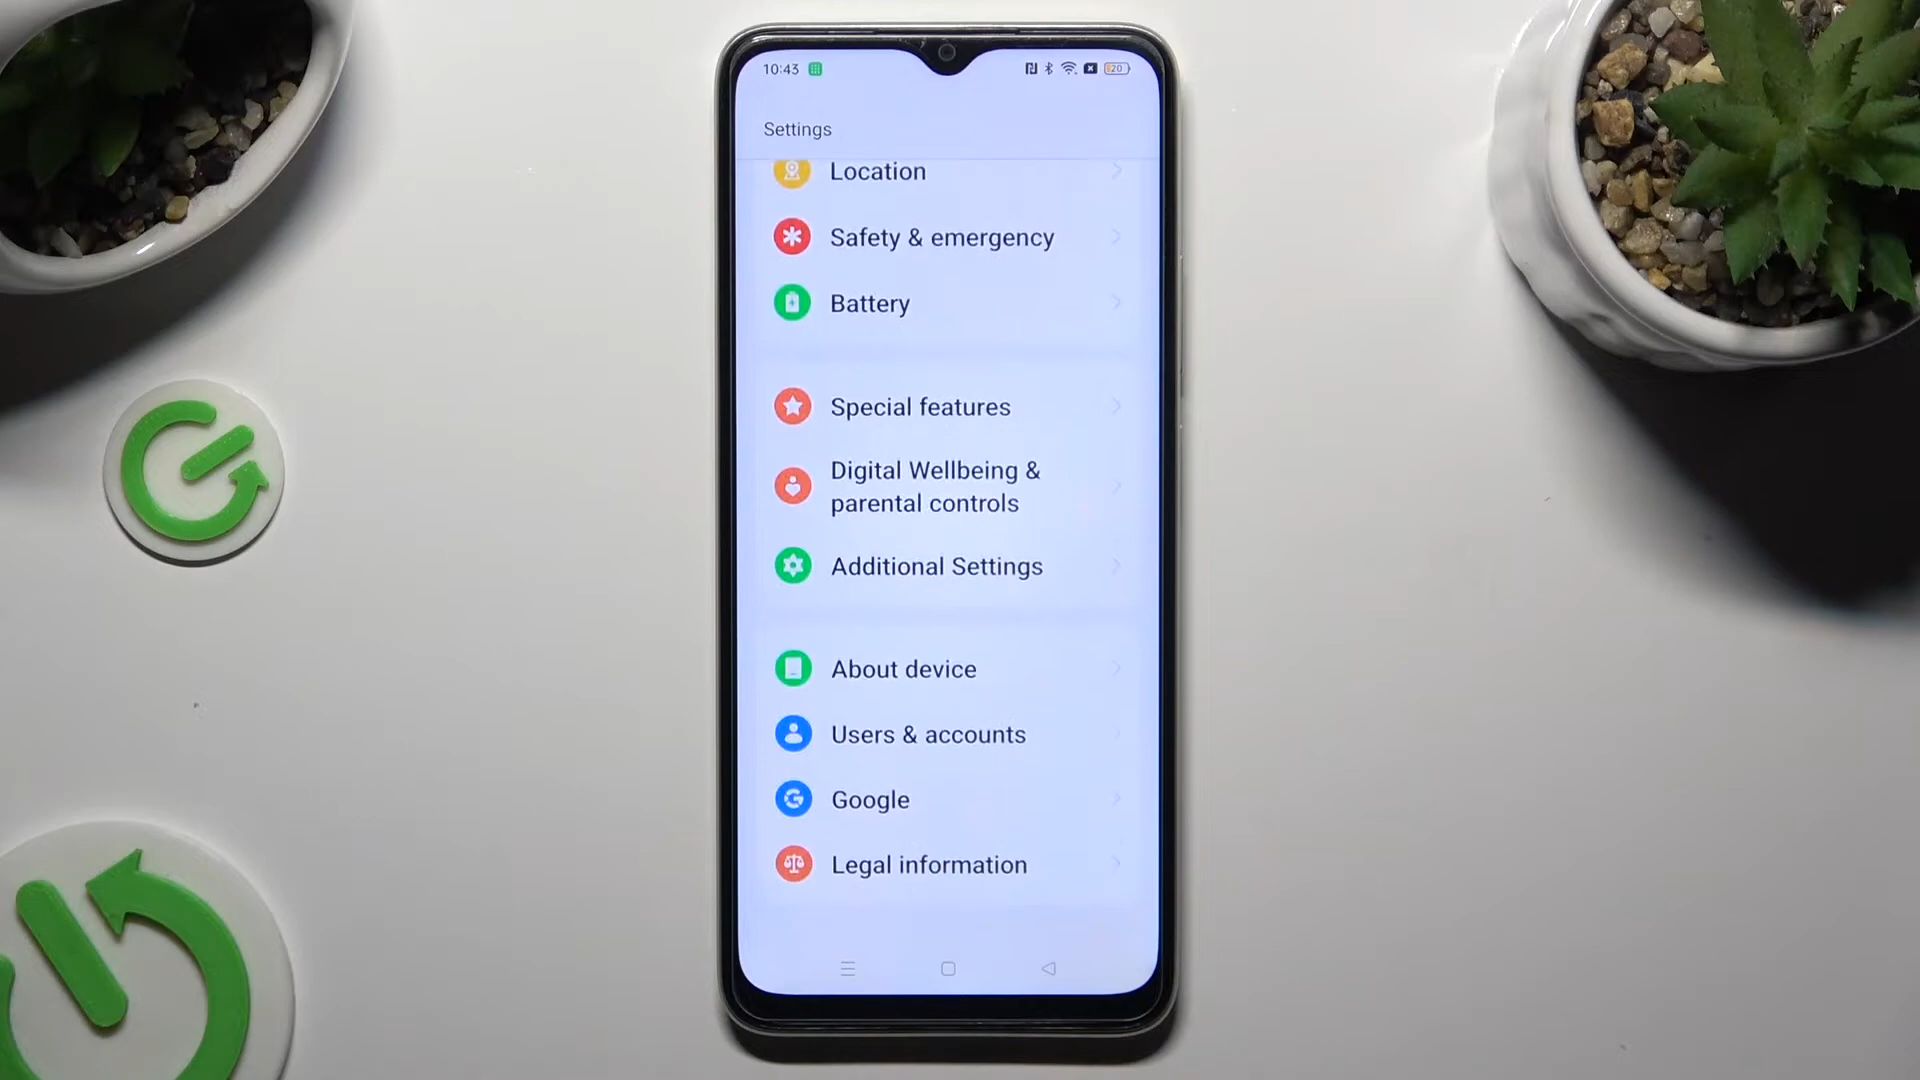 10:43
20
Settings
Location
Safety & emergency
Battery
Special features
Digital Wellbeing &
parental controls
Additional Settings
About device
Users & accounts
Google
Legal information